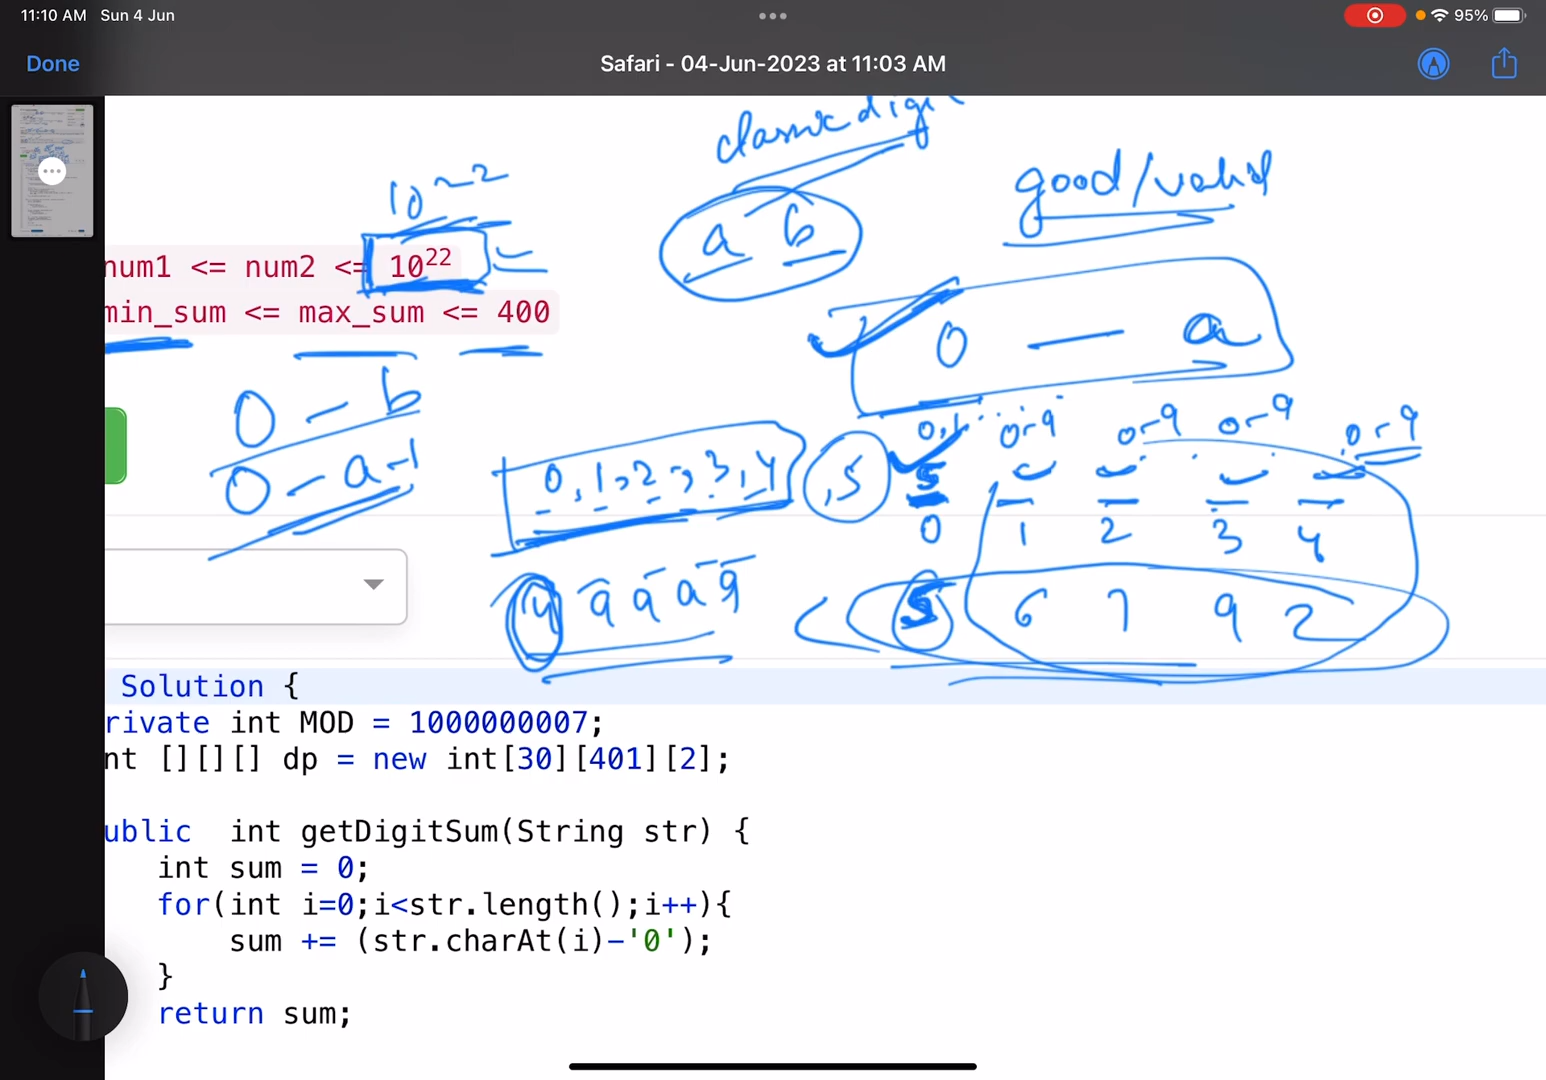 11:10 AM Sun 4 Jun
95%
Done
Safari - 04-Jun-2023 at 11:03 AM
classic
good/valid
10^22
a b
num1 <= num2 <= 10^22
min_sum <= max_sum <= 400
0 — a
0 - b
0 - a-1
0-9 0-9 0-9 0-9
0, 1, 2, 3, 4, 5
5
0 1 2 3 4
4 9 9 9 9
5 6 7 9 2
Solution {
rivate int MOD = 1000000007;
nt [][][] dp = new int[30][401][2];
ublic int getDigitSum(String str) {
int sum = 0;
for(int i=0;i<str.length();i++){
sum += (str.charAt(i)-'0');
}
return sum;